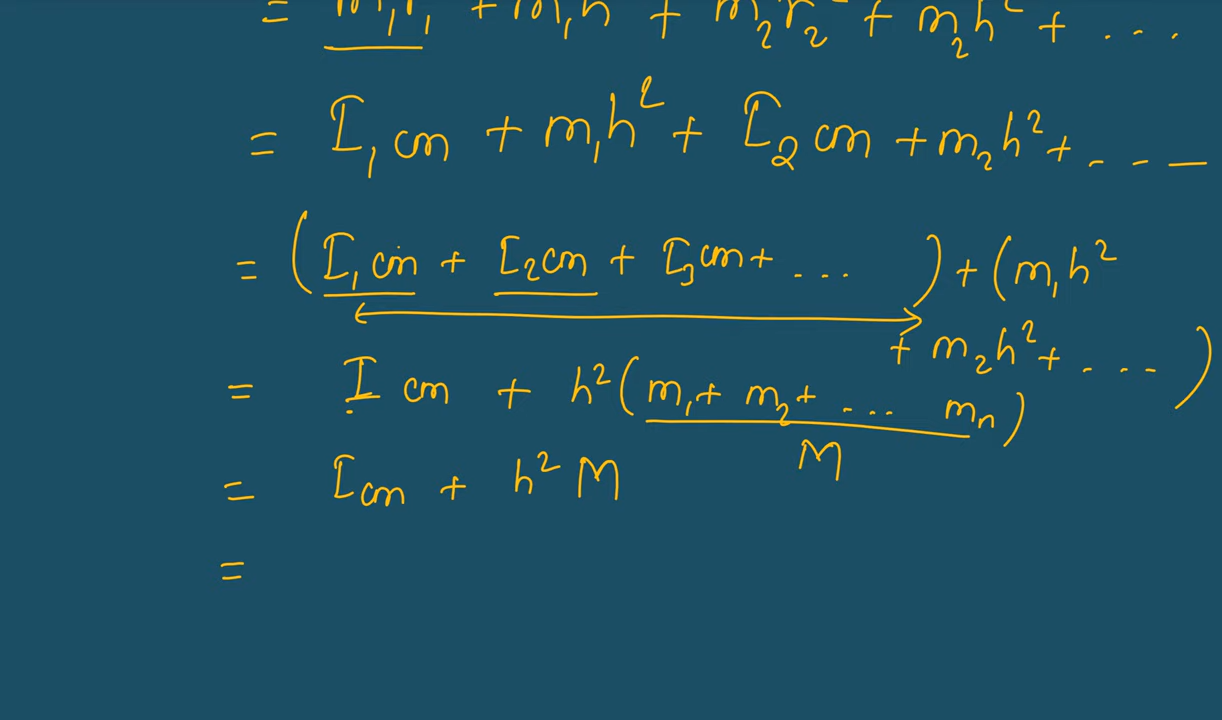 = m₁r₁ + m₁h + m₂r₂² + m₂h² + ...
= I₁cm + m₁h² + I₂cm + m₂h² + ...
= (I₁cm + I₂cm + I₃cm + ...) + (m₁h²
+ m₂h² + ...)
= I cm + h²(m₁ + m₂ + ... mₙ)
M
= Icm + h²M
=